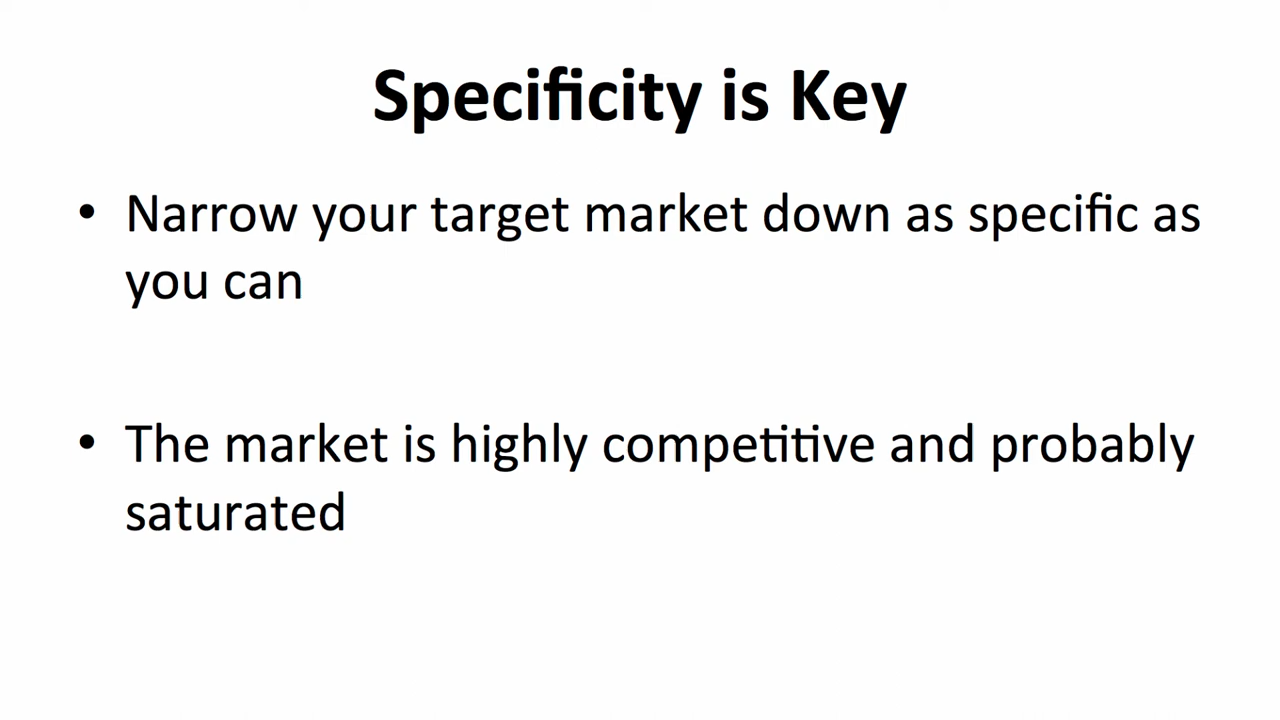 Specificity is Key
• Narrow your target market down as specific as
you can
• The market is highly competitive and probably
saturated